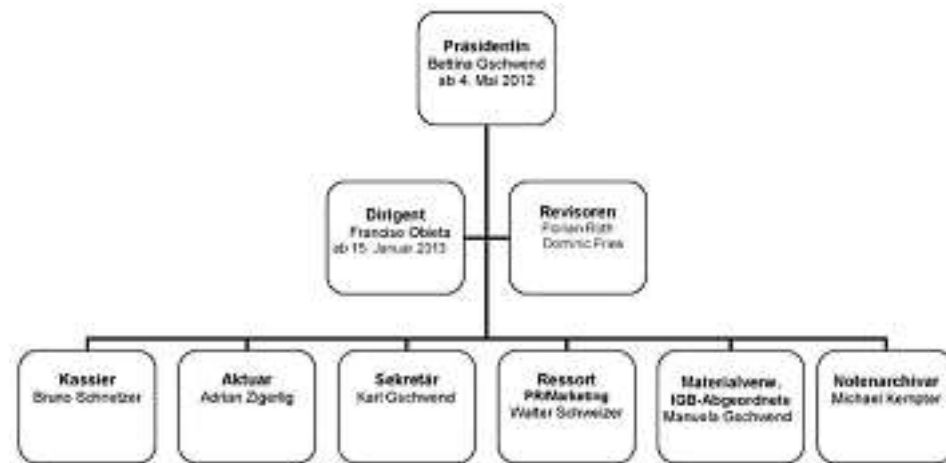 Präsidentin
Bettina Gschwend
ab 4. Mai 2012
Dirigent
Franciso Obieta
ab 15. Januar 2013
Revisoren
Florian Roth
Dominic Fries
Kassier
Bruno Schnetzer
Aktuar
Adrian Zigerlig
Sekretär
Karl Gschwend
Ressort
PR/Marketing
Walter Schweizer
Materialverw.
IGB-Abgeordnete
Manuela Gschwend
Notenarchivar
Michael Kempter